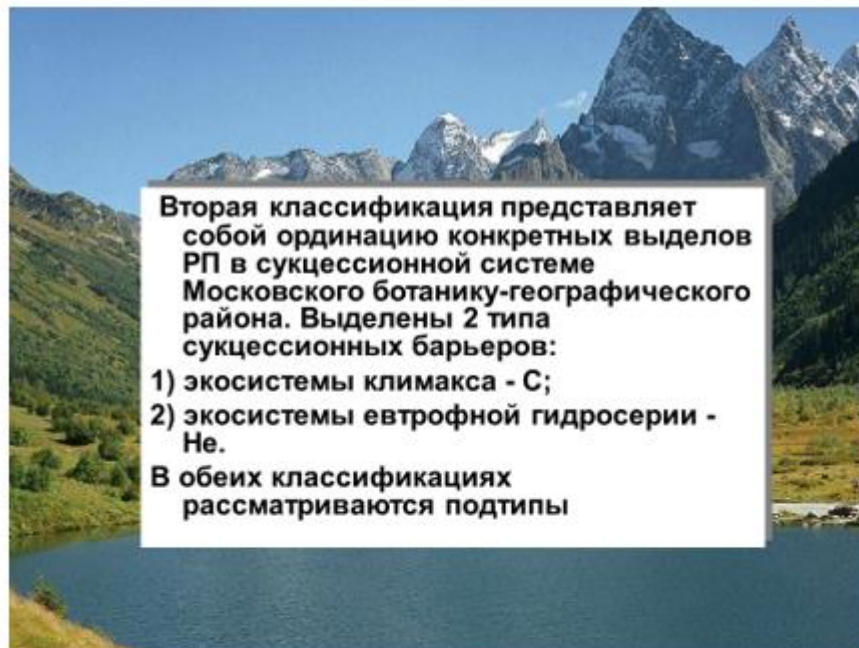 Вторая классификация представляет
собой ординацию конкретных выделов
РП в сукцессионной системе
Московского ботанику-географического
района. Выделены 2 типа
сукцессионных барьеров:
1) экосистемы климакса - С;
2) экосистемы евтрофной гидросерии -
Не.
В обеих классификациях
рассматриваются подтипы